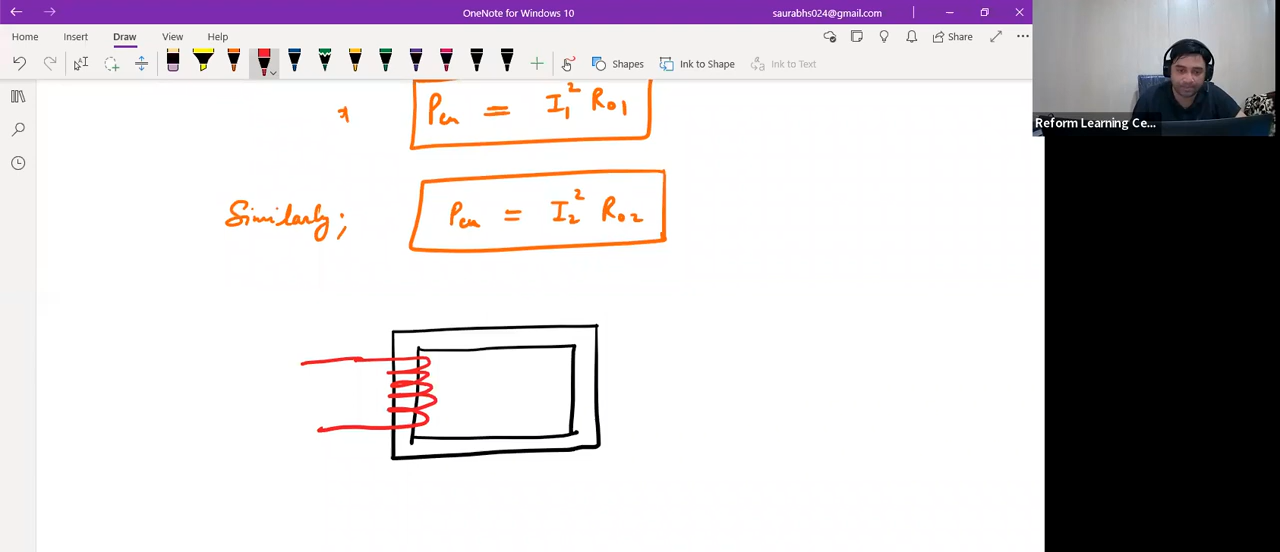 OneNote for Windows 10
saurabhs024@gmail.com
Home Insert Draw View Help
Share
Shapes
Ink to Shape
Ink to Text
Reform Learning Ce...
* Pcu = I₁² R₀₁
Similarly; Pcu = I₂² R₀₂